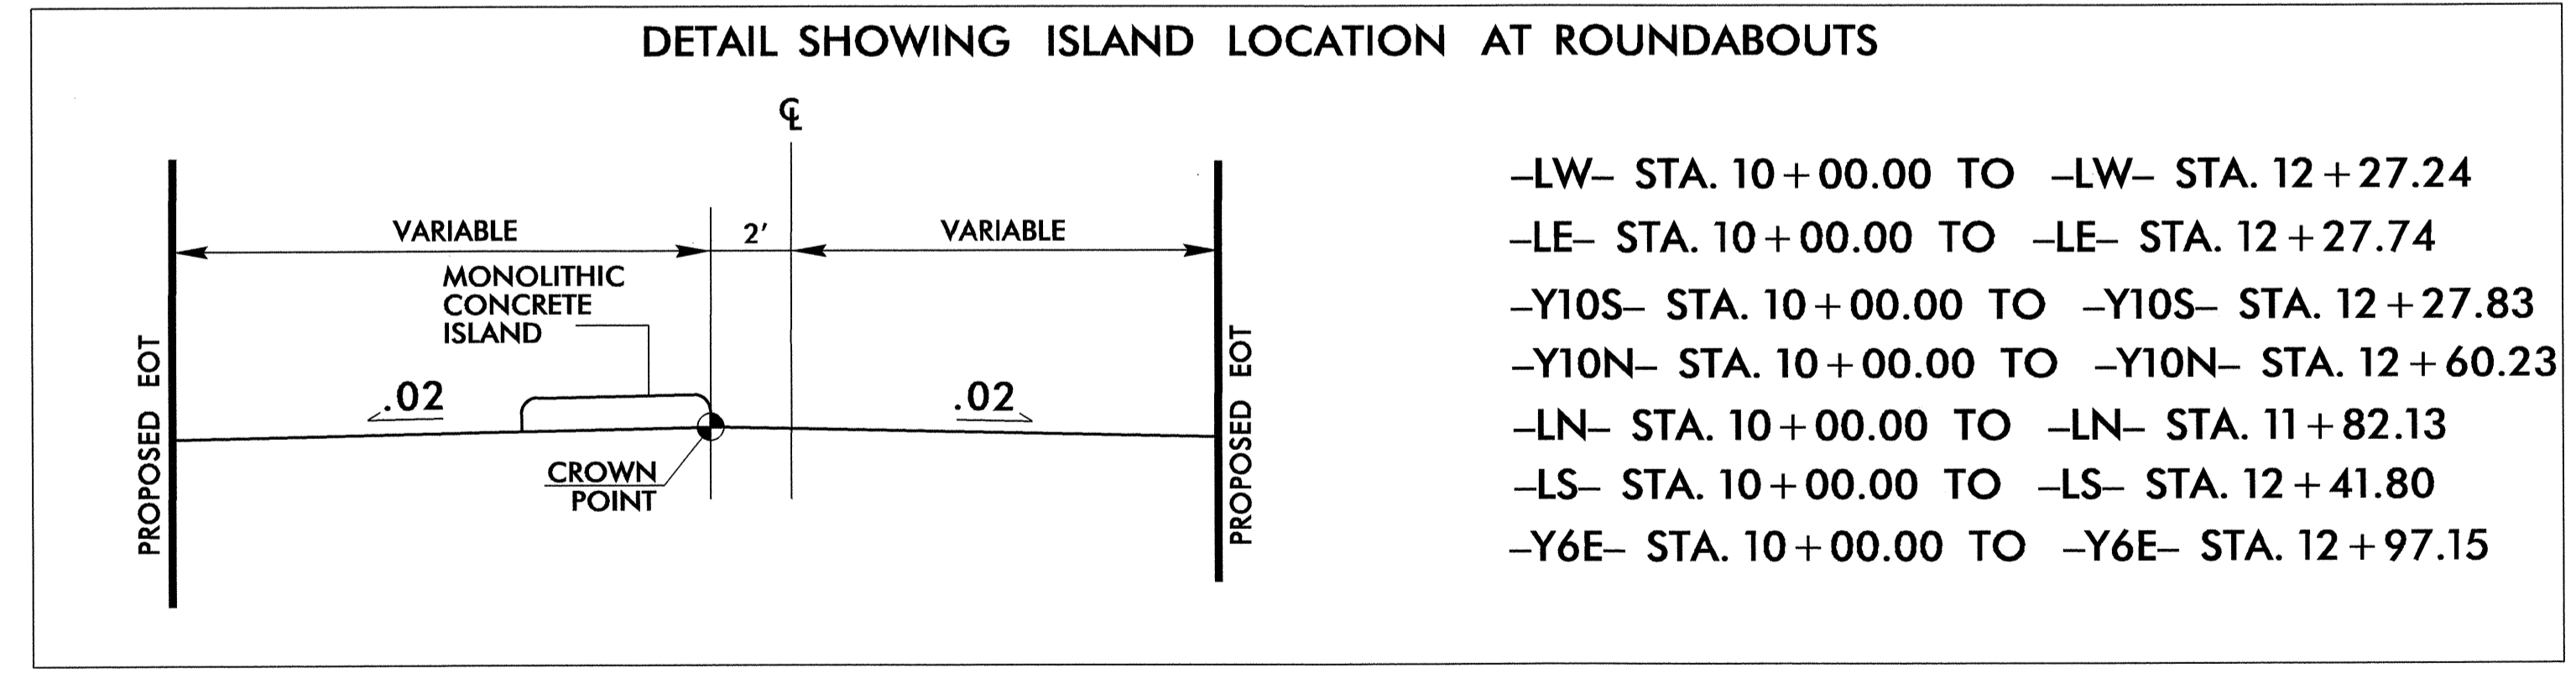 DETAIL SHOWING ISLAND LOCATION AT ROUNDABOUTS
℄
VARIABLE
2'
VARIABLE
MONOLITHIC
CONCRETE
ISLAND
.02
.02
CROWN
POINT
PROPOSED EOT
PROPOSED EOT
–LW– STA. 10+00.00 TO –LW– STA. 12+27.24
–LE– STA. 10+00.00 TO –LE– STA. 12+27.74
–Y10S– STA. 10+00.00 TO –Y10S– STA. 12+27.83
–Y10N– STA. 10+00.00 TO –Y10N– STA. 12+60.23
–LN– STA. 10+00.00 TO –LN– STA. 11+82.13
–LS– STA. 10+00.00 TO –LS– STA. 12+41.80
–Y6E– STA. 10+00.00 TO –Y6E– STA. 12+97.15